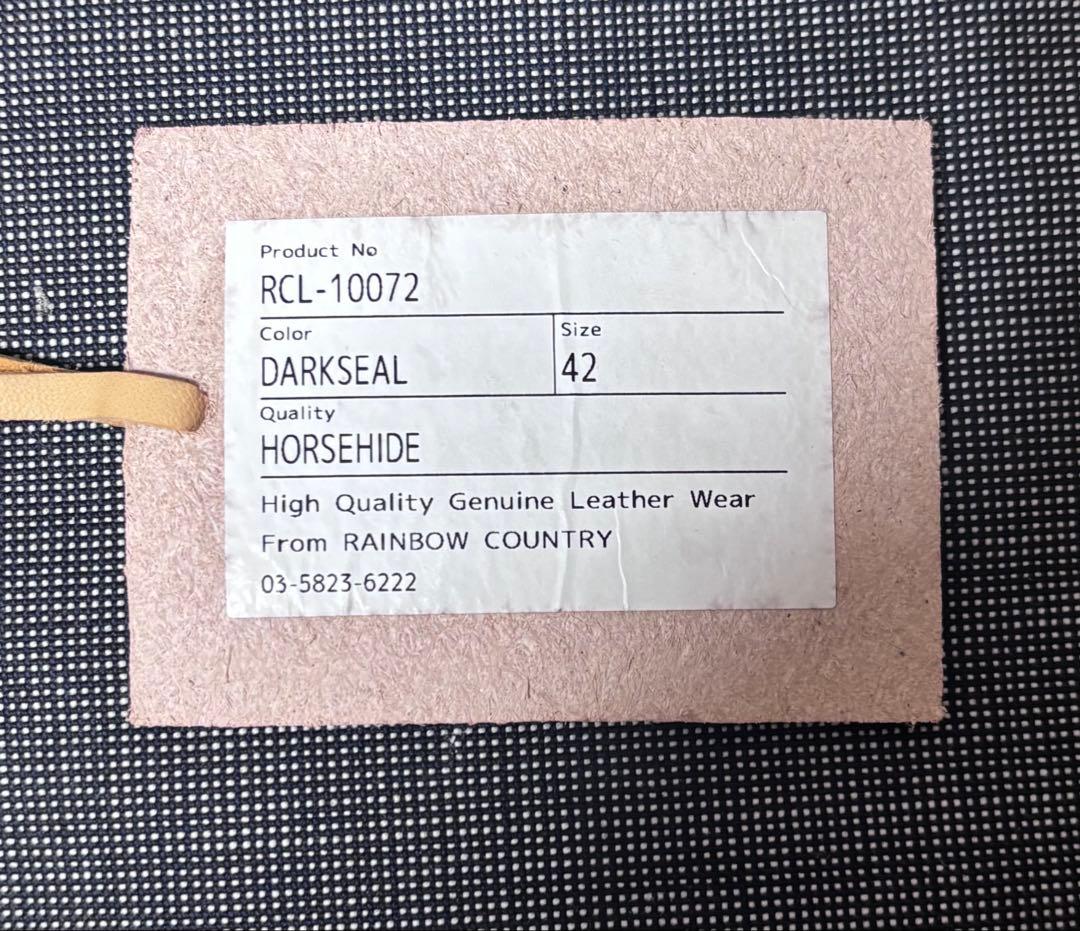 Product No
RCL-10072
Color
DARKSEAL
Size
42
Quality
HORSEHIDE
High Quality Genuine Leather Wear
From RAINBOW COUNTRY
03-5823-6222